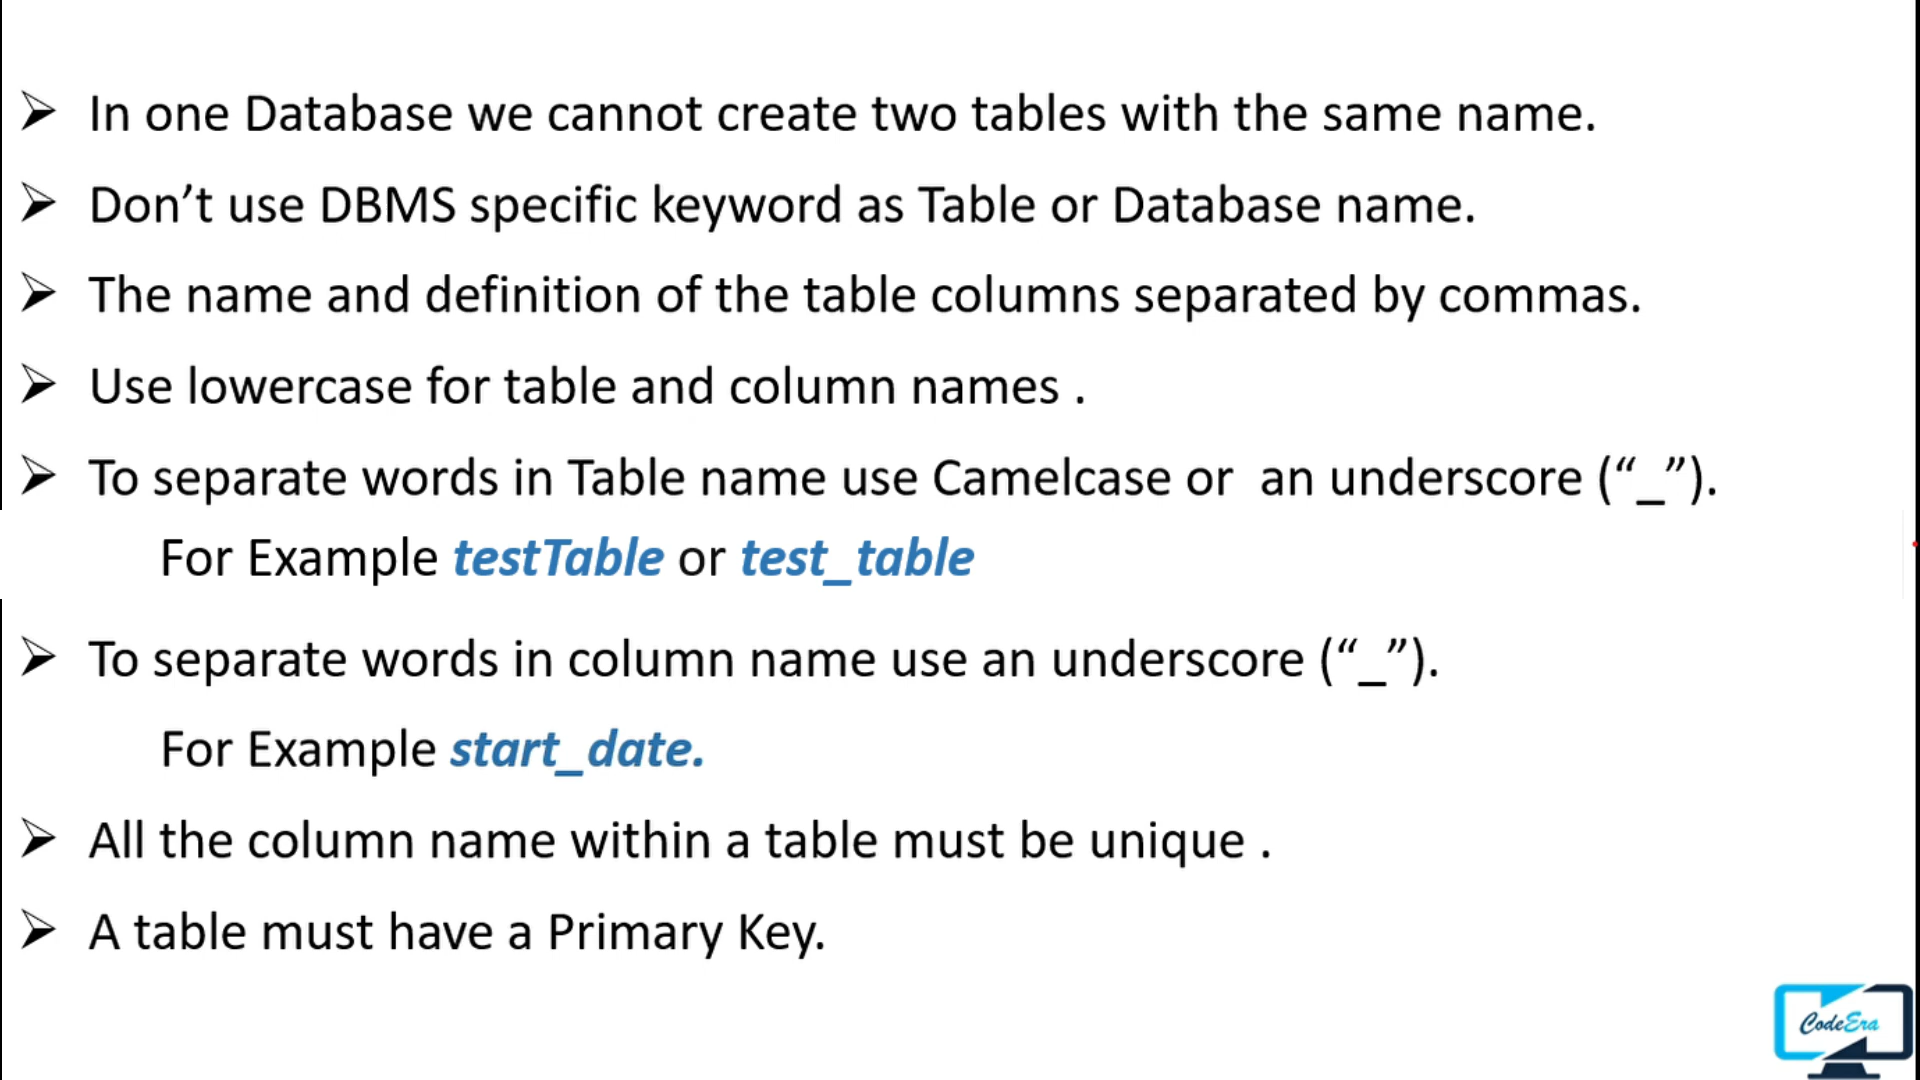 ➢ In one Database we cannot create two tables with the same name.
➢ Don’t use DBMS specific keyword as Table or Database name.
➢ The name and definition of the table columns separated by commas.
➢ Use lowercase for table and column names .
➢ To separate words in Table name use Camelcase or  an underscore (“_”).
For Example testTable or test_table
➢ To separate words in column name use an underscore (“_”).
For Example start_date.
➢ All the column name within a table must be unique .
➢ A table must have a Primary Key.
CodeEra